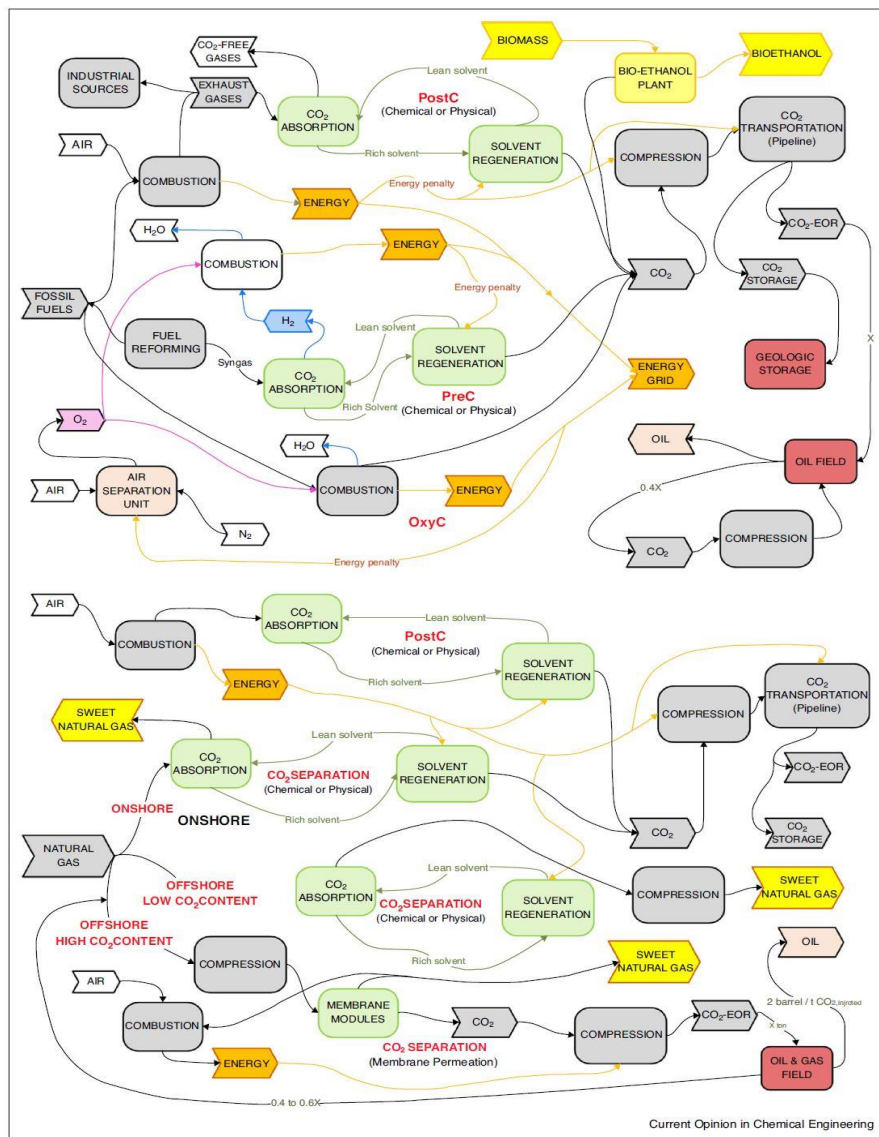 CO2-FREE
GASES
BIOMASS
BIOETHANOL
INDUSTRIAL
SOURCES
EXHAUST
GASES
Lean solvent
BIO-ETHANOL
PLANT
CO2
ABSORPTION
PostC
(Chemical or Physical)
CO2
TRANSPORTATION
(Pipeline)
AIR
Rich solvent
SOLVENT
REGENERATION
COMPRESSION
COMBUSTION
Energy penalty
ENERGY
H2O
CO2-EOR
COMBUSTION
ENERGY
CO2
CO2
STORAGE
Energy penalty
FOSSIL
FUELS
H2
Lean solvent
FUEL
REFORMING
Syngas
SOLVENT
REGENERATION
X
CO2
ABSORPTION
ENERGY
GRID
GEOLOGIC
STORAGE
Rich Solvent
PreC
(Chemical or Physical)
O2
H2O
OIL
AIR
AIR
SEPARATION
UNIT
COMBUSTION
ENERGY
OIL FIELD
0.4X
OxyC
N2
CO2
COMPRESSION
Energy penalty
AIR
CO2
ABSORPTION
Lean solvent
COMBUSTION
PostC
(Chemical or Physical)
SOLVENT
REGENERATION
Rich solvent
ENERGY
CO2
TRANSPORTATION
(Pipeline)
COMPRESSION
SWEET
NATURAL GAS
Lean solvent
CO2
ABSORPTION
CO2 SEPARATION
(Chemical or Physical)
SOLVENT
REGENERATION
CO2-EOR
ONSHORE
ONSHORE
Rich solvent
CO2
CO2
STORAGE
NATURAL
GAS
OFFSHORE
LOW CO2CONTENT
Lean solvent
CO2
ABSORPTION
CO2SEPARATION
(Chemical or Physical)
SOLVENT
REGENERATION
COMPRESSION
SWEET
NATURAL GAS
OFFSHORE
HIGH CO2CONTENT
Rich solvent
OIL
COMPRESSION
SWEET
NATURAL GAS
AIR
2 barrel / t CO2,injected
MEMBRANE
MODULES
COMBUSTION
CO2
COMPRESSION
CO2-EOR
X ton
CO2 SEPARATION
(Membrane Permeation)
ENERGY
OIL & GAS
FIELD
0.4 to 0.6X
Current Opinion in Chemical Engineering